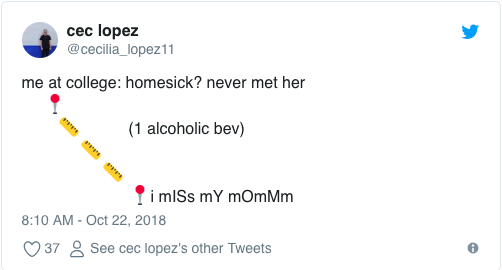 cec lopez
@cecilia_lopez11
me at college: homesick? never met her
📍
📏 (1 alcoholic bev)
📏
📏
📍i mISs mY mOmMm
8:10 AM - Oct 22, 2018
37 See cec lopez's other Tweets